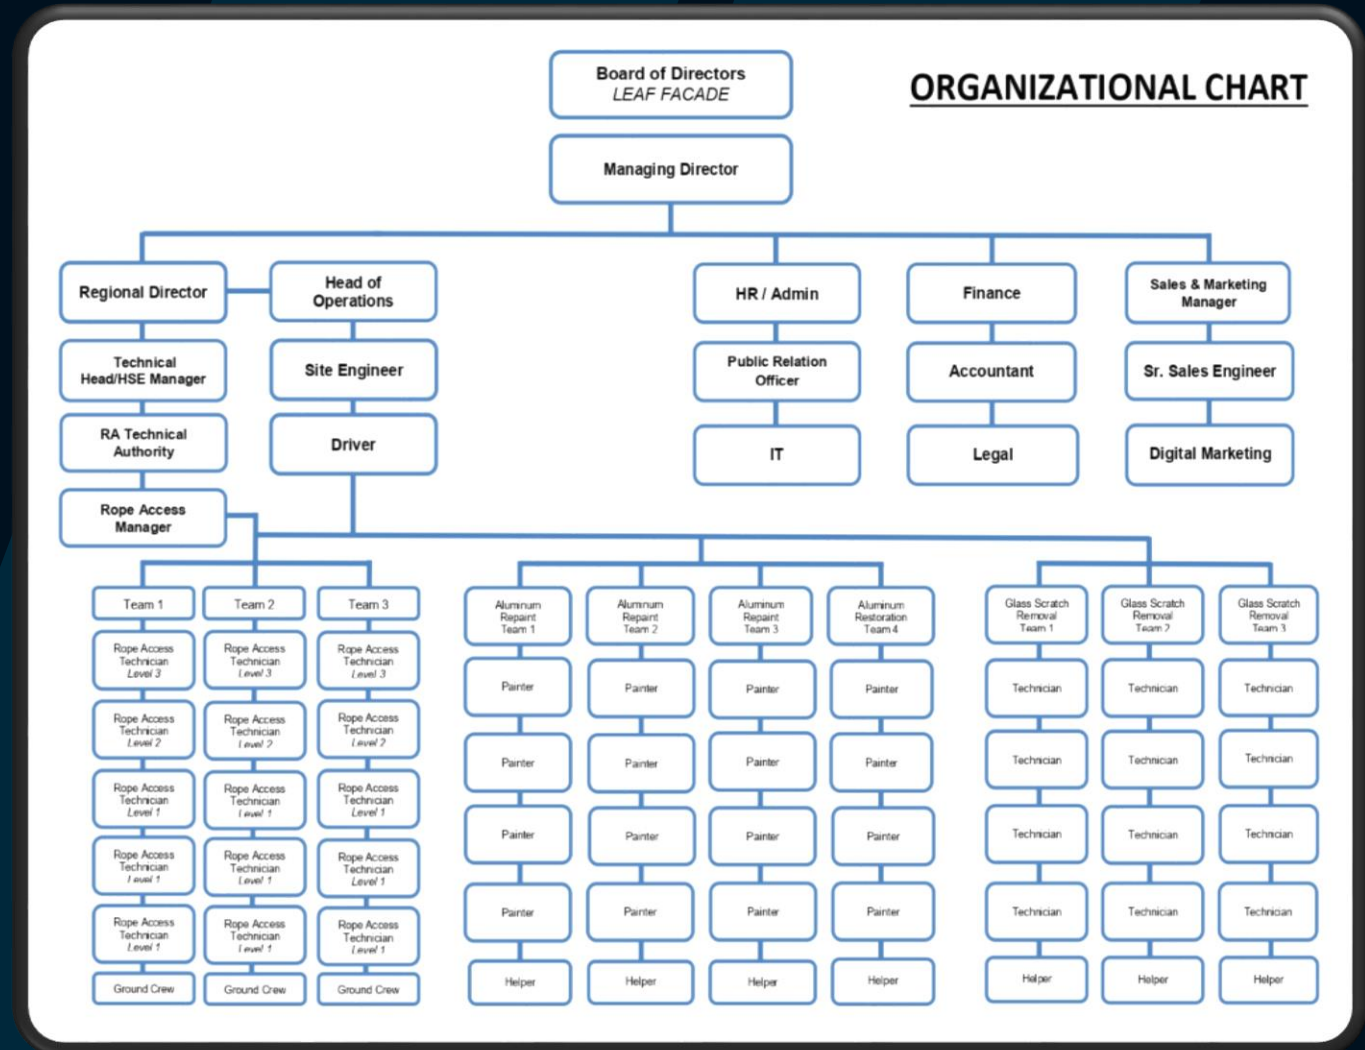 Board of Directors
LEAF FACADE
ORGANIZATIONAL CHART
Managing Director
Regional Director
Head of
Operations
HR / Admin
Finance
Sales & Marketing
Manager
Technical
Head/HSE Manager
Site Engineer
Public Relation
Officer
Accountant
Sr. Sales Engineer
RA Technical
Authority
Driver
IT
Legal
Digital Marketing
Rope Access
Manager
Team 1
Team 2
Team 3
Aluminum
Repaint
Team 1
Aluminum
Repaint
Team 2
Aluminum
Repaint
Team 3
Aluminum
Restoration
Team 4
Glass Scratch
Removal
Team 1
Glass Scratch
Removal
Team 2
Glass Scratch
Removal
Team 3
Rope Access
Technician
Level 3
Rope Access
Technician
Level 3
Rope Access
Technician
Level 3
Painter
Painter
Painter
Painter
Technician
Technician
Technician
Rope Access
Technician
Level 2
Rope Access
Technician
Level 2
Rope Access
Technician
Level 2
Painter
Painter
Painter
Painter
Technician
Technician
Technician
Rope Access
Technician
Level 1
Rope Access
Technician
Level 1
Rope Access
Technician
Level 1
Painter
Painter
Painter
Painter
Technician
Technician
Technician
Rope Access
Technician
Level 1
Rope Access
Technician
Level 1
Rope Access
Technician
Level 1
Painter
Painter
Painter
Painter
Technician
Technician
Technician
Rope Access
Technician
Level 1
Rope Access
Technician
Level 1
Rope Access
Technician
Level 1
Helper
Helper
Helper
Helper
Helper
Helper
Helper
Ground Crew
Ground Crew
Ground Crew